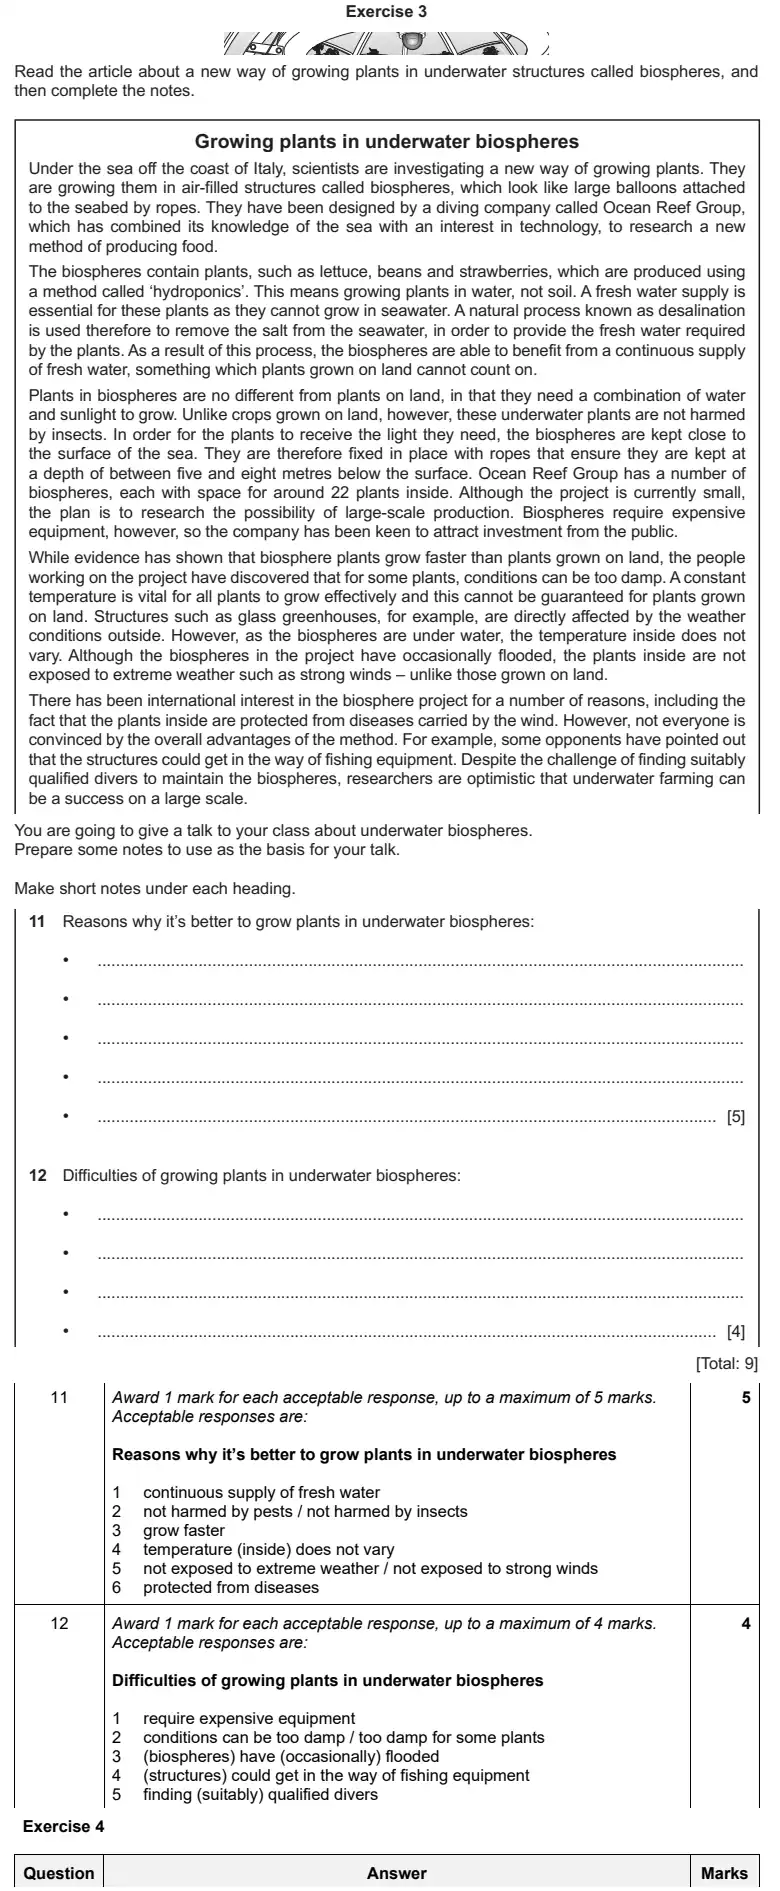 Exercise 3
Read the article about a new way of growing plants in underwater structures called biospheres, and
then complete the notes.
Growing plants in underwater biospheres
Under the sea off the coast of Italy, scientists are investigating a new way of growing plants. They
are growing them in air-filled structures called biospheres, which look like large balloons attached
to the seabed by ropes. They have been designed by a diving company called Ocean Reef Group,
which has combined its knowledge of the sea with an interest in technology, to research a new
method of producing food.
The biospheres contain plants, such as lettuce, beans and strawberries, which are produced using
a method called ‘hydroponics’. This means growing plants in water, not soil. A fresh water supply is
essential for these plants as they cannot grow in seawater. A natural process known as desalination
is used therefore to remove the salt from the seawater, in order to provide the fresh water required
by the plants. As a result of this process, the biospheres are able to benefit from a continuous supply
of fresh water, something which plants grown on land cannot count on.
Plants in biospheres are no different from plants on land, in that they need a combination of water
and sunlight to grow. Unlike crops grown on land, however, these underwater plants are not harmed
by insects. In order for the plants to receive the light they need, the biospheres are kept close to
the surface of the sea. They are therefore fixed in place with ropes that ensure they are kept at
a depth of between five and eight metres below the surface. Ocean Reef Group has a number of
biospheres, each with space for around 22 plants inside. Although the project is currently small,
the plan is to research the possibility of large-scale production. Biospheres require expensive
equipment, however, so the company has been keen to attract investment from the public.
While evidence has shown that biosphere plants grow faster than plants grown on land, the people
working on the project have discovered that for some plants, conditions can be too damp. A constant
temperature is vital for all plants to grow effectively and this cannot be guaranteed for plants grown
on land. Structures such as glass greenhouses, for example, are directly affected by the weather
conditions outside. However, as the biospheres are under water, the temperature inside does not
vary. Although the biospheres in the project have occasionally flooded, the plants inside are not
exposed to extreme weather such as strong winds – unlike those grown on land.
There has been international interest in the biosphere project for a number of reasons, including the
fact that the plants inside are protected from diseases carried by the wind. However, not everyone is
convinced by the overall advantages of the method. For example, some opponents have pointed out
that the structures could get in the way of fishing equipment. Despite the challenge of finding suitably
qualified divers to maintain the biospheres, researchers are optimistic that underwater farming can
be a success on a large scale.
You are going to give a talk to your class about underwater biospheres.
Prepare some notes to use as the basis for your talk.
Make short notes under each heading.
11 Reasons why it’s better to grow plants in underwater biospheres:
•
•
•
•
• [5]
12 Difficulties of growing plants in underwater biospheres:
•
•
•
• [4]
[Total: 9]
11 Award 1 mark for each acceptable response, up to a maximum of 5 marks. 5
Acceptable responses are:
Reasons why it’s better to grow plants in underwater biospheres
1 continuous supply of fresh water
2 not harmed by pests / not harmed by insects
3 grow faster
4 temperature (inside) does not vary
5 not exposed to extreme weather / not exposed to strong winds
6 protected from diseases
12 Award 1 mark for each acceptable response, up to a maximum of 4 marks. 4
Acceptable responses are:
Difficulties of growing plants in underwater biospheres
1 require expensive equipment
2 conditions can be too damp / too damp for some plants
3 (biospheres) have (occasionally) flooded
4 (structures) could get in the way of fishing equipment
5 finding (suitably) qualified divers
Exercise 4
Question Answer Marks